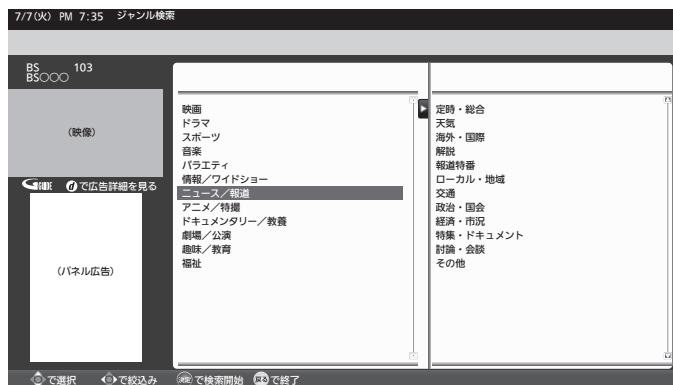 7/7(火) PM 7:35 ジャンル検索
BS 103
BS○○○
(映像)
GUIDE dで広告詳細を見る
(パネル広告)
映画
ドラマ
スポーツ
音楽
バラエティ
情報／ワイドショー
ニュース／報道
アニメ／特撮
ドキュメンタリー／教養
劇場／公演
趣味／教育
福祉
定時・総合
天気
海外・国際
解説
報道特番
ローカル・地域
交通
政治・国会
経済・市況
特集・ドキュメント
討論・会談
その他
で選択 で絞込み 決定で検索開始 戻るで終了